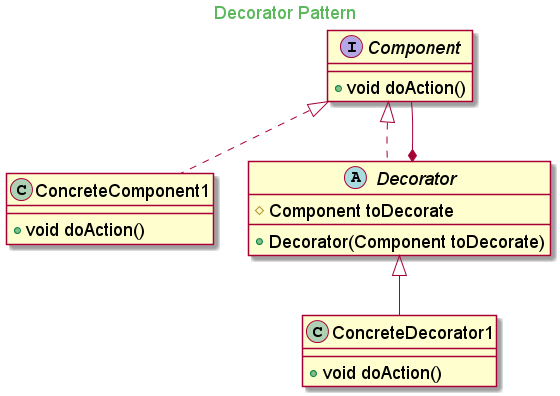 Decorator Pattern
I Component
void doAction()
C ConcreteComponent1
void doAction()
A Decorator
Component toDecorate
Decorator(Component toDecorate)
C ConcreteDecorator1
void doAction()